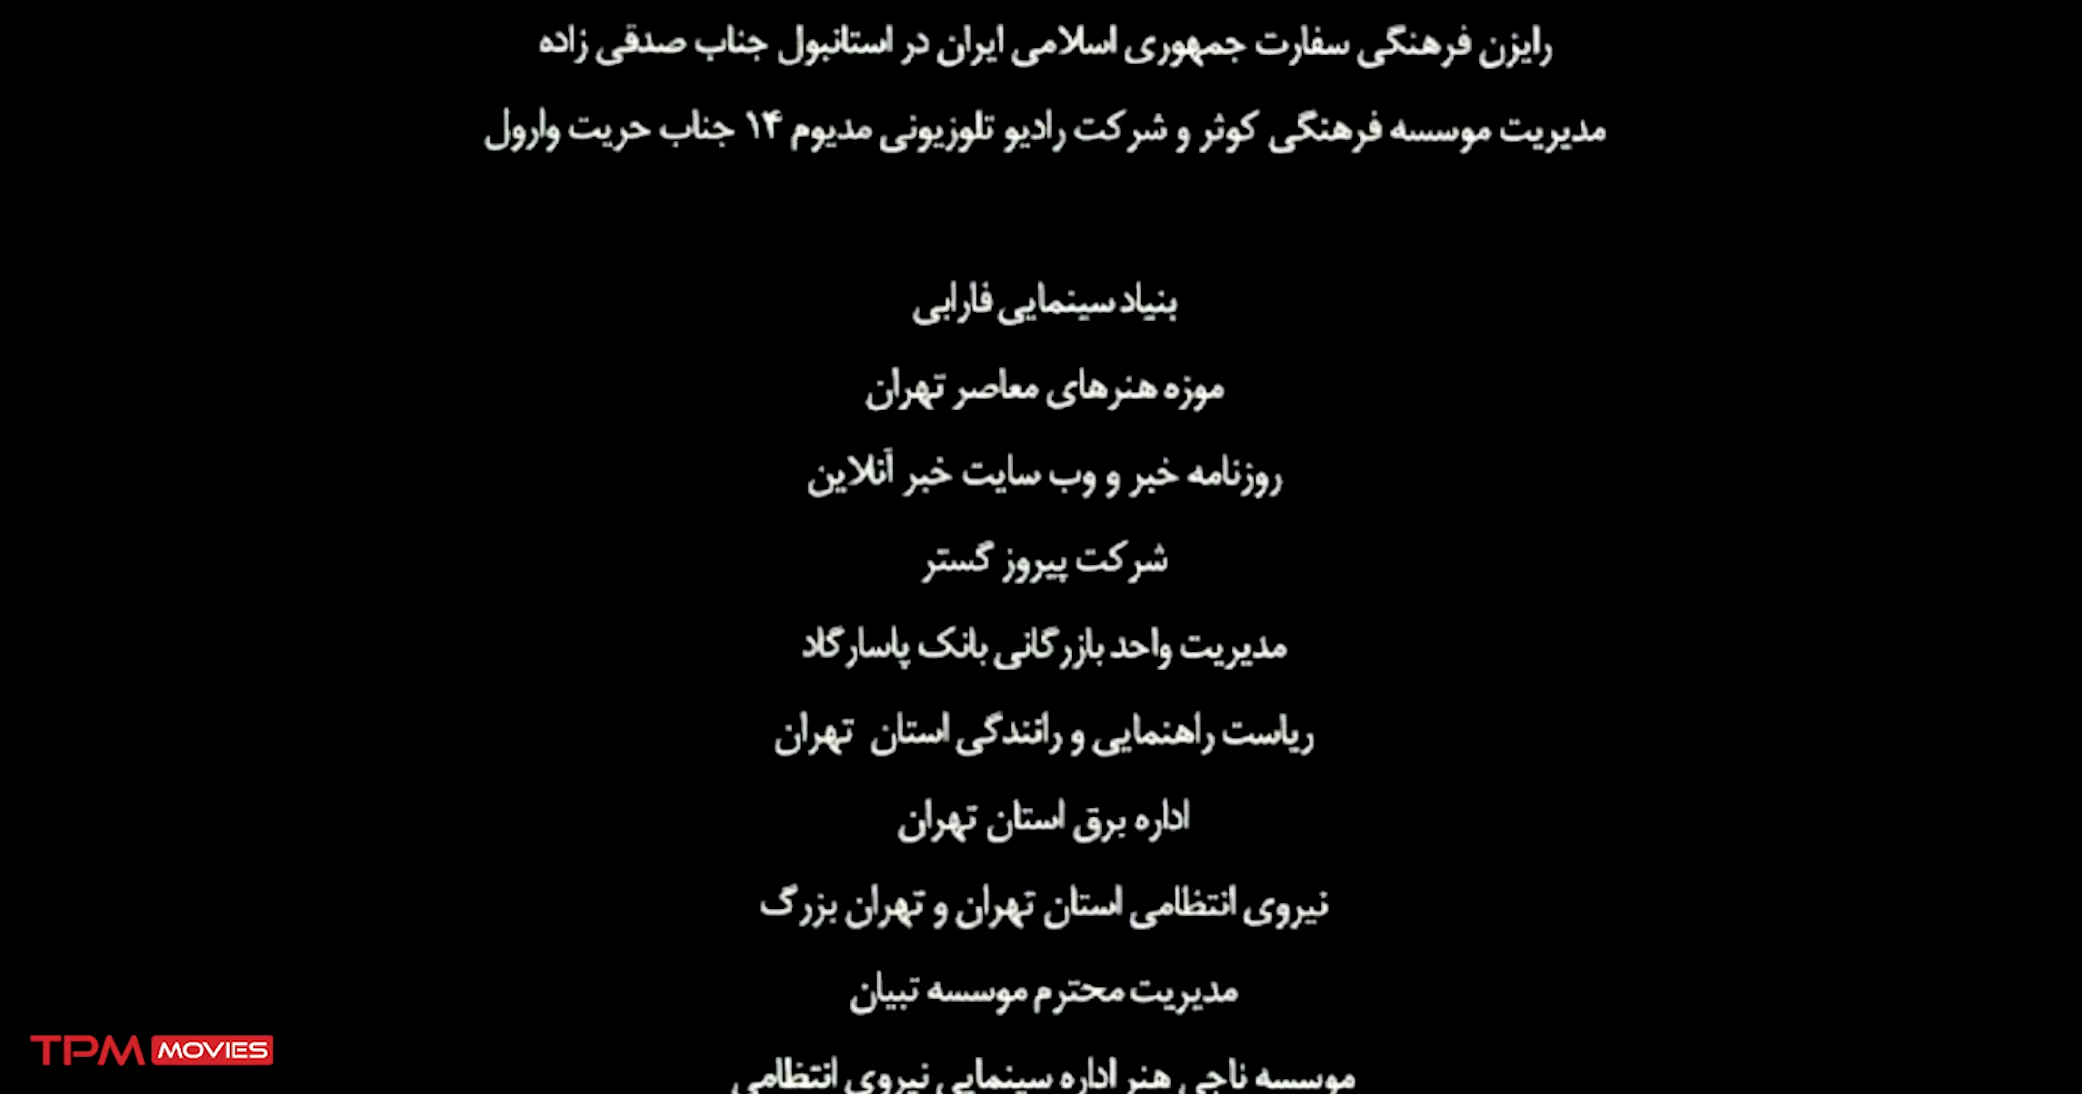 رایزن فرهنگی سفارت جمهوری اسلامی ایران در استانبول جناب صدقی زاده
مدیریت موسسه فرهنگی کوثر و شرکت رادیو تلوزیونی مدیوم ۱۴ جناب حریت وارول
بنیاد سینمایی فارابی
موزه هنرهای معاصر تهران
روزنامه خبر و وب سایت خبر آنلاین
شرکت پیروز گستر
مدیریت واحد بازرگانی بانک پاسارگاد
ریاست راهنمایی و رانندگی استان تهران
اداره برق استان تهران
نیروی انتظامی استان تهران و تهران بزرگ
مدیریت محترم موسسه تبیان
موسسه ناجی هنر اداره سینمایی نیروی انتظامی
TPM MOVIES